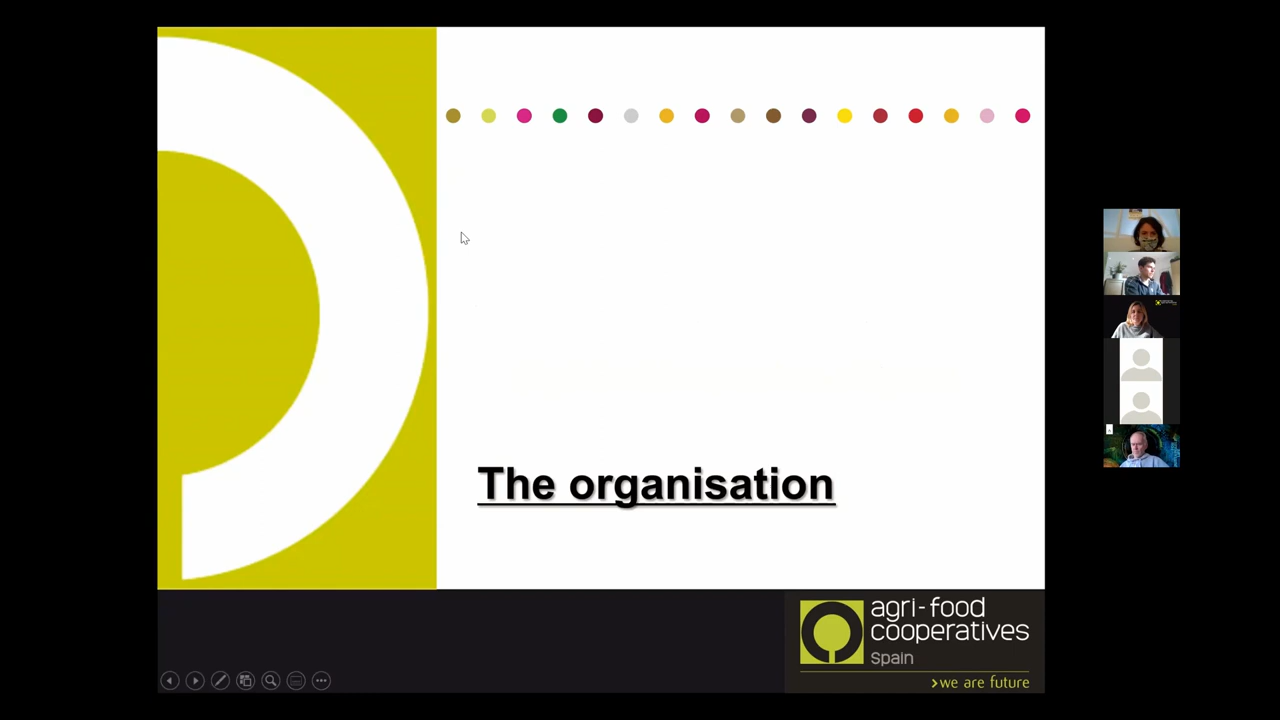 The organisation
agri-food
cooperatives
Spain
>we are future